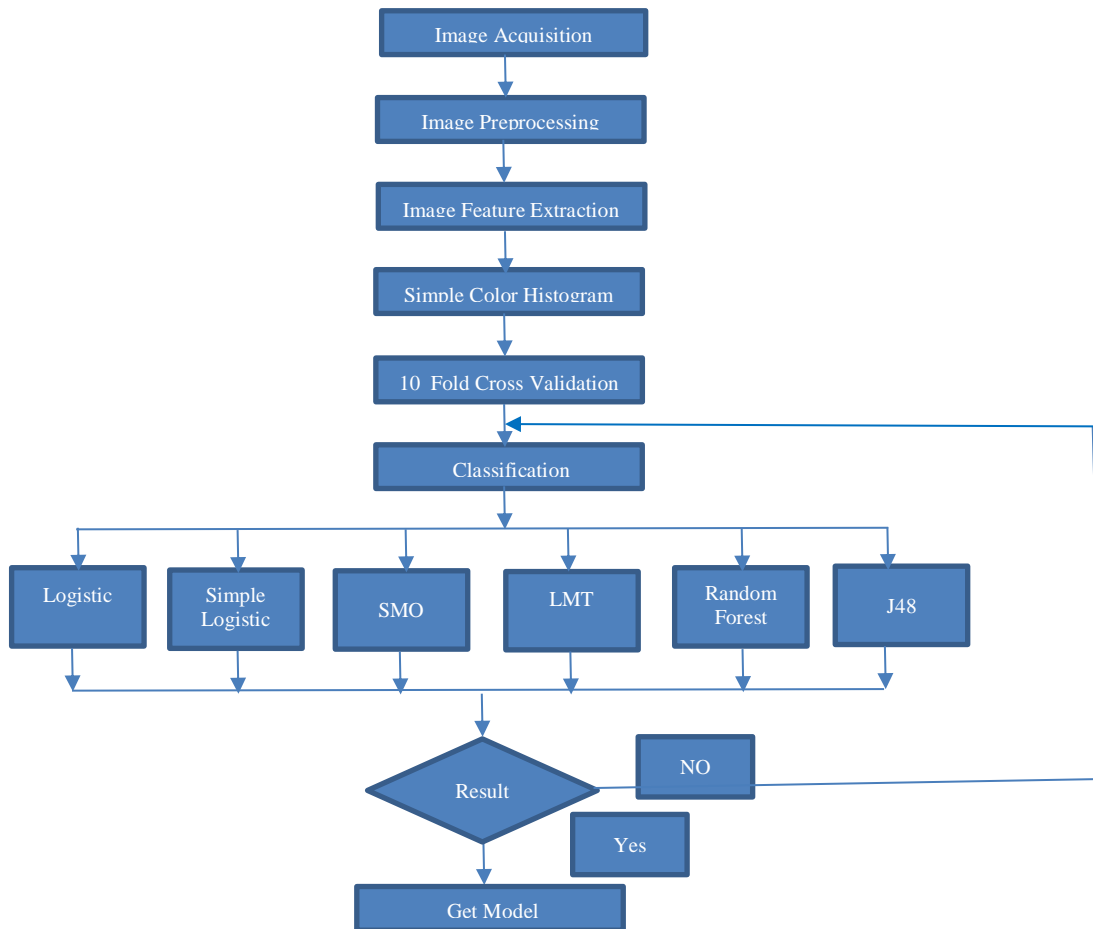 Image Acquisition
Image Preprocessing
Image Feature Extraction
Simple Color Histogram
10 Fold Cross Validation
Classification
Logistic
Simple
Logistic
SMO
LMT
Random
Forest
J48
Result
NO
Yes
Get Model